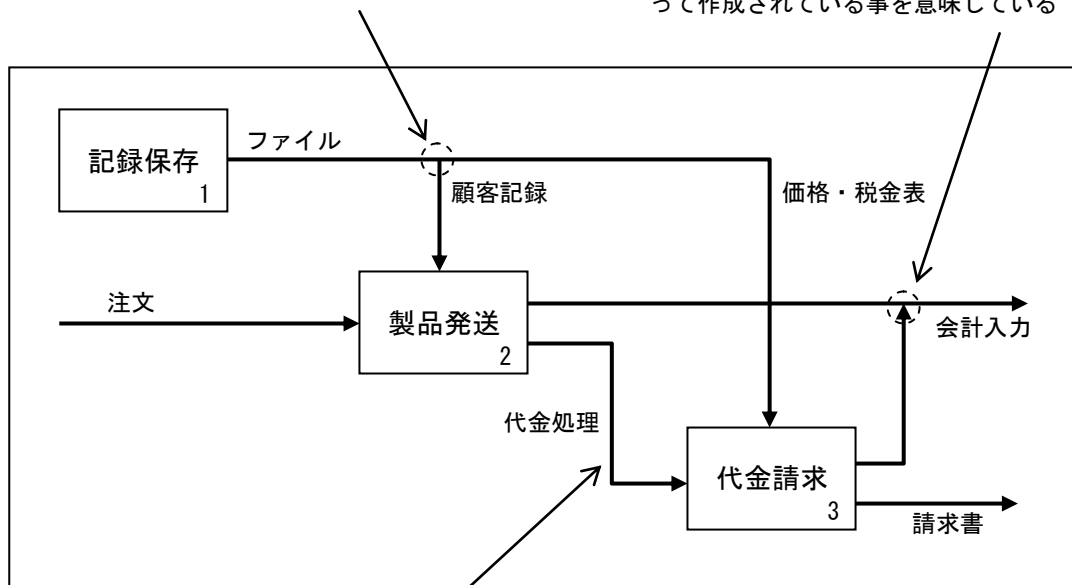 って作成されている事を意味している
ファイル
記録保存
1
顧客記録
価格・税金表
注文
製品発送
2
会計入力
代金処理
代金請求
3
請求書